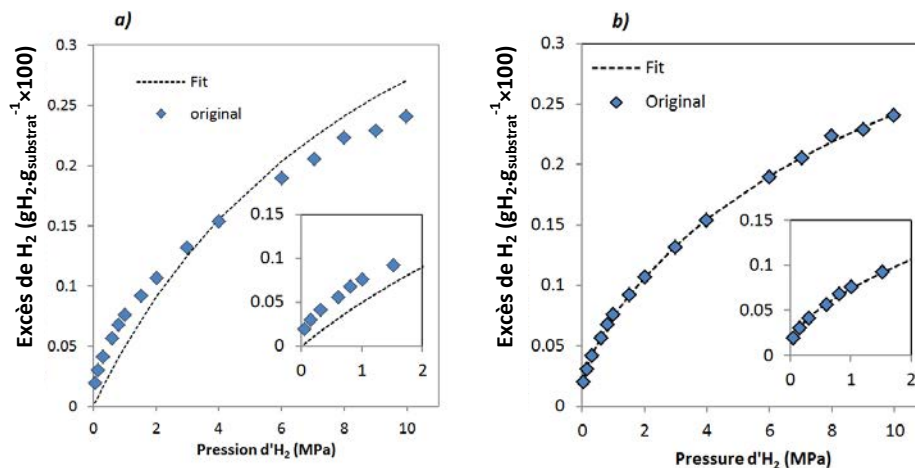 a)
Excès de H₂ (gH₂.gsubstrat⁻¹×100)
0.3
0.25
0.2
0.15
0.1
0.05
0
Fit
original
0.15
0.1
0.05
0
0 1 2
0 2 4 6 8 10
Pression d'H₂ (MPa)
b)
Excès de H₂ (gH₂.gsubstrat⁻¹×100)
0.3
0.25
0.2
0.15
0.1
0.05
0
Fit
Original
0.15
0.1
0.05
0
0 1 2
0 2 4 6 8 10
Pressure d'H₂ (MPa)